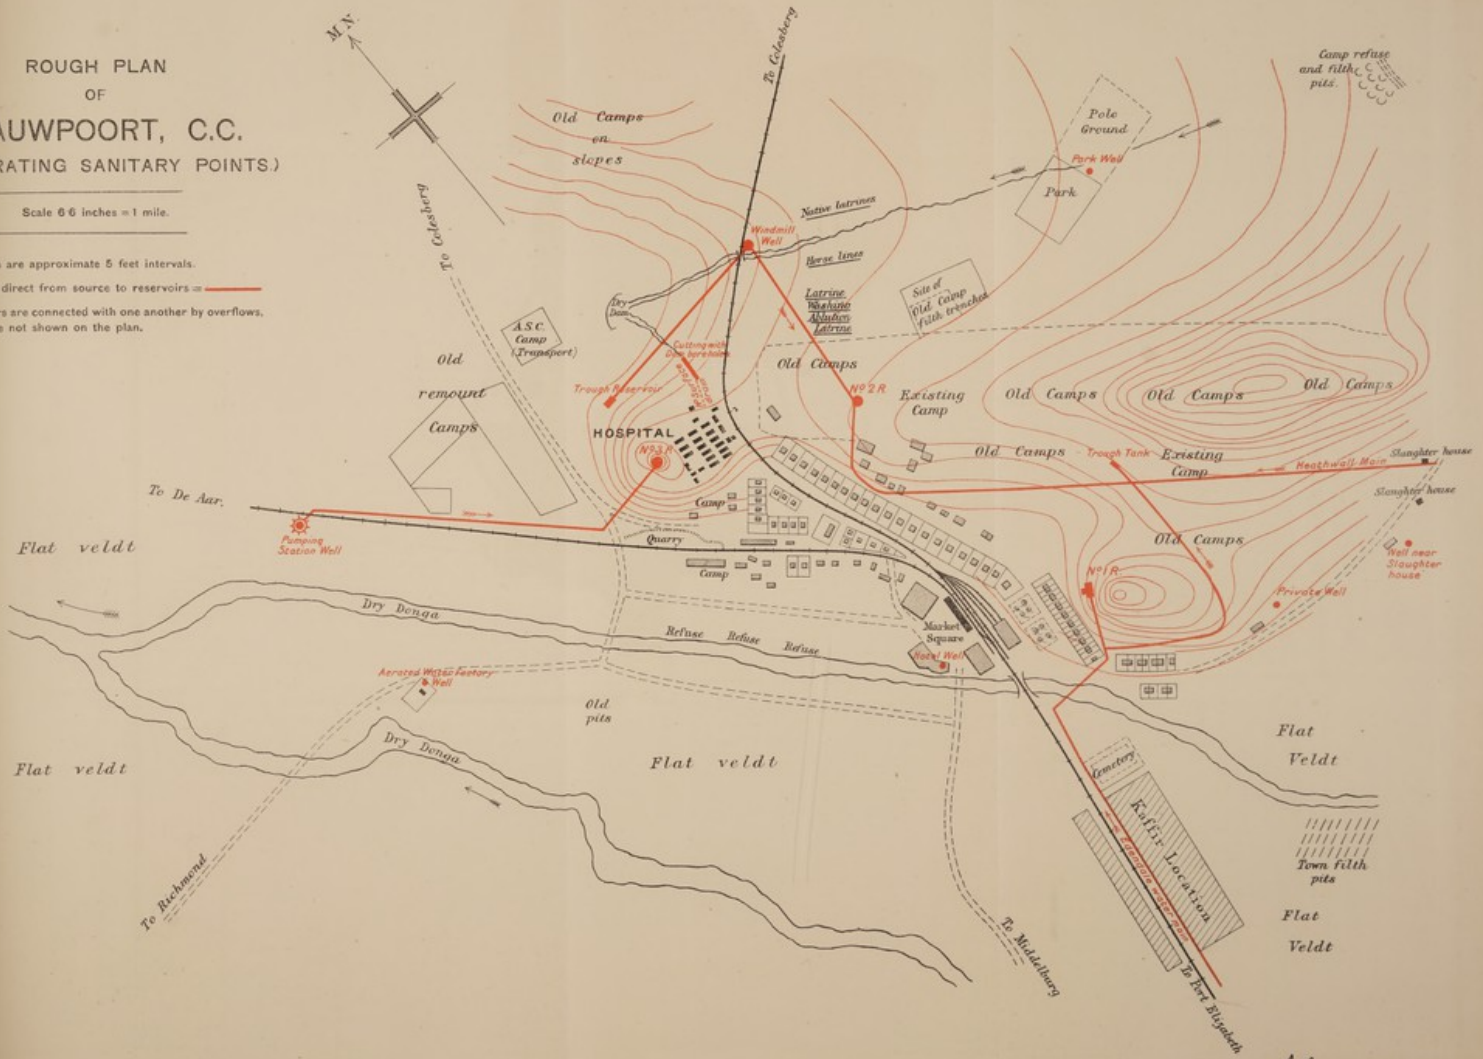 ROUGH PLAN
OF
AUWPOORT, C.C.
RATING SANITARY POINTS.)
Scale 6·6 inches = 1 mile.
are approximate 5 feet intervals.
direct from source to reservoirs =
rs are connected with one another by overflows,
e not shown on the plan.
M.N.
To Colesberg
To Colesberg
Old Camps
on
slopes
Camp refuse
and filth
pits.
Pole
Ground
Park Well
Park
Native latrines
Windmill
Well
Horse lines
Latrine
Washing
Ablution
Latrine
Site of
Old Camp
filth trenches
Dry
Dam
A.S.C.
Camp
(Transport)
Cutting with
Trough Reservoir
Old
remount
Camps
HOSPITAL
No 3 R
Old Camps
No 2 R
Existing
Camp
Old Camps
Old Camps
Old Camps
Old Camps
Trough Tank
Existing
Camp
Heathwall Main
Slaughter house
Slaughter house
To De Aar.
Pumping
Station Well
Camp
Quarry
Camp
Flat veldt
Old Camps
Well near
Slaughter
house
No 1 R
Private Well
Dry Donga
Refuse Refuse Refuse
Market
Square
Hotel Well
Aerated Water Factory
Well
Old
pits
Dry Donga
Flat veldt
Flat veldt
Flat
Veldt
Cemetery
Kaffir Location
Edendale water main
Town filth
pits
Flat
Veldt
To Richmond
To Middelburg
To Port Elizabeth